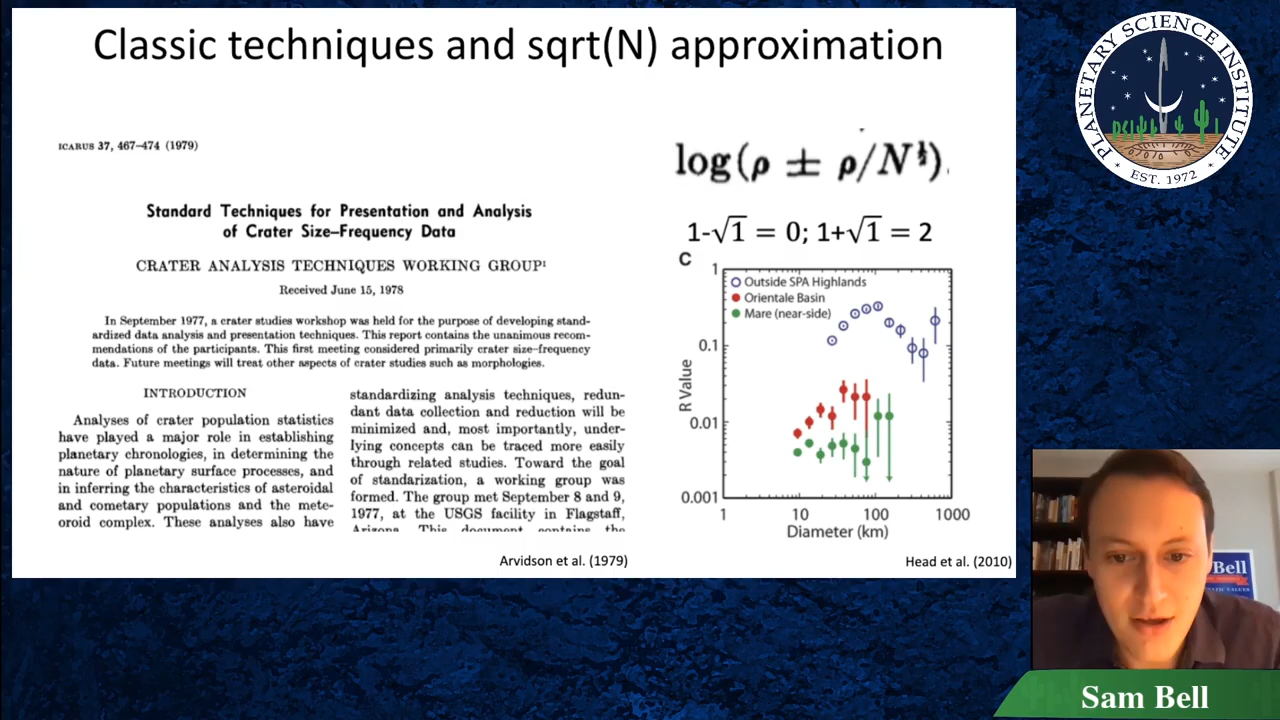 Classic techniques and sqrt(N) approximation
ICARUS 37, 467–474 (1979)
Standard Techniques for Presentation and Analysis
of Crater Size–Frequency Data
CRATER ANALYSIS TECHNIQUES WORKING GROUP¹
Received June 15, 1978
In September 1977, a crater studies workshop was held for the purpose of developing stand-
ardized data analysis and presentation techniques. This report contains the unanimous recom-
mendations of the participants. This first meeting considered primarily crater size–frequency
data. Future meetings will treat other aspects of crater studies such as morphologies.
INTRODUCTION
Analyses of crater population statistics
have played a major role in establishing
planetary chronologies, in determining the
nature of planetary surface processes, and
in inferring the characteristics of asteroidal
and cometary populations and the mete-
oroid complex. These analyses also have
standardizing analysis techniques, redun-
dant data collection and reduction will be
minimized and, most importantly, under-
lying concepts can be traced more easily
through related studies. Toward the goal
of standarization, a working group was
formed. The group met September 8 and 9,
1977, at the USGS facility in Flagstaff,
Arizona. This document contains the
Arvidson et al. (1979)
log(ρ ± ρ/N^½).
1-√1 = 0; 1+√1 = 2
C
Outside SPA Highlands
Orientale Basin
Mare (near-side)
1
0.1
0.01
0.001
R Value
1 10 100 1000
Diameter (km)
Head et al. (2010)
PLANETARY SCIENCE INSTITUTE
EST. 1972
Bell
Sam Bell